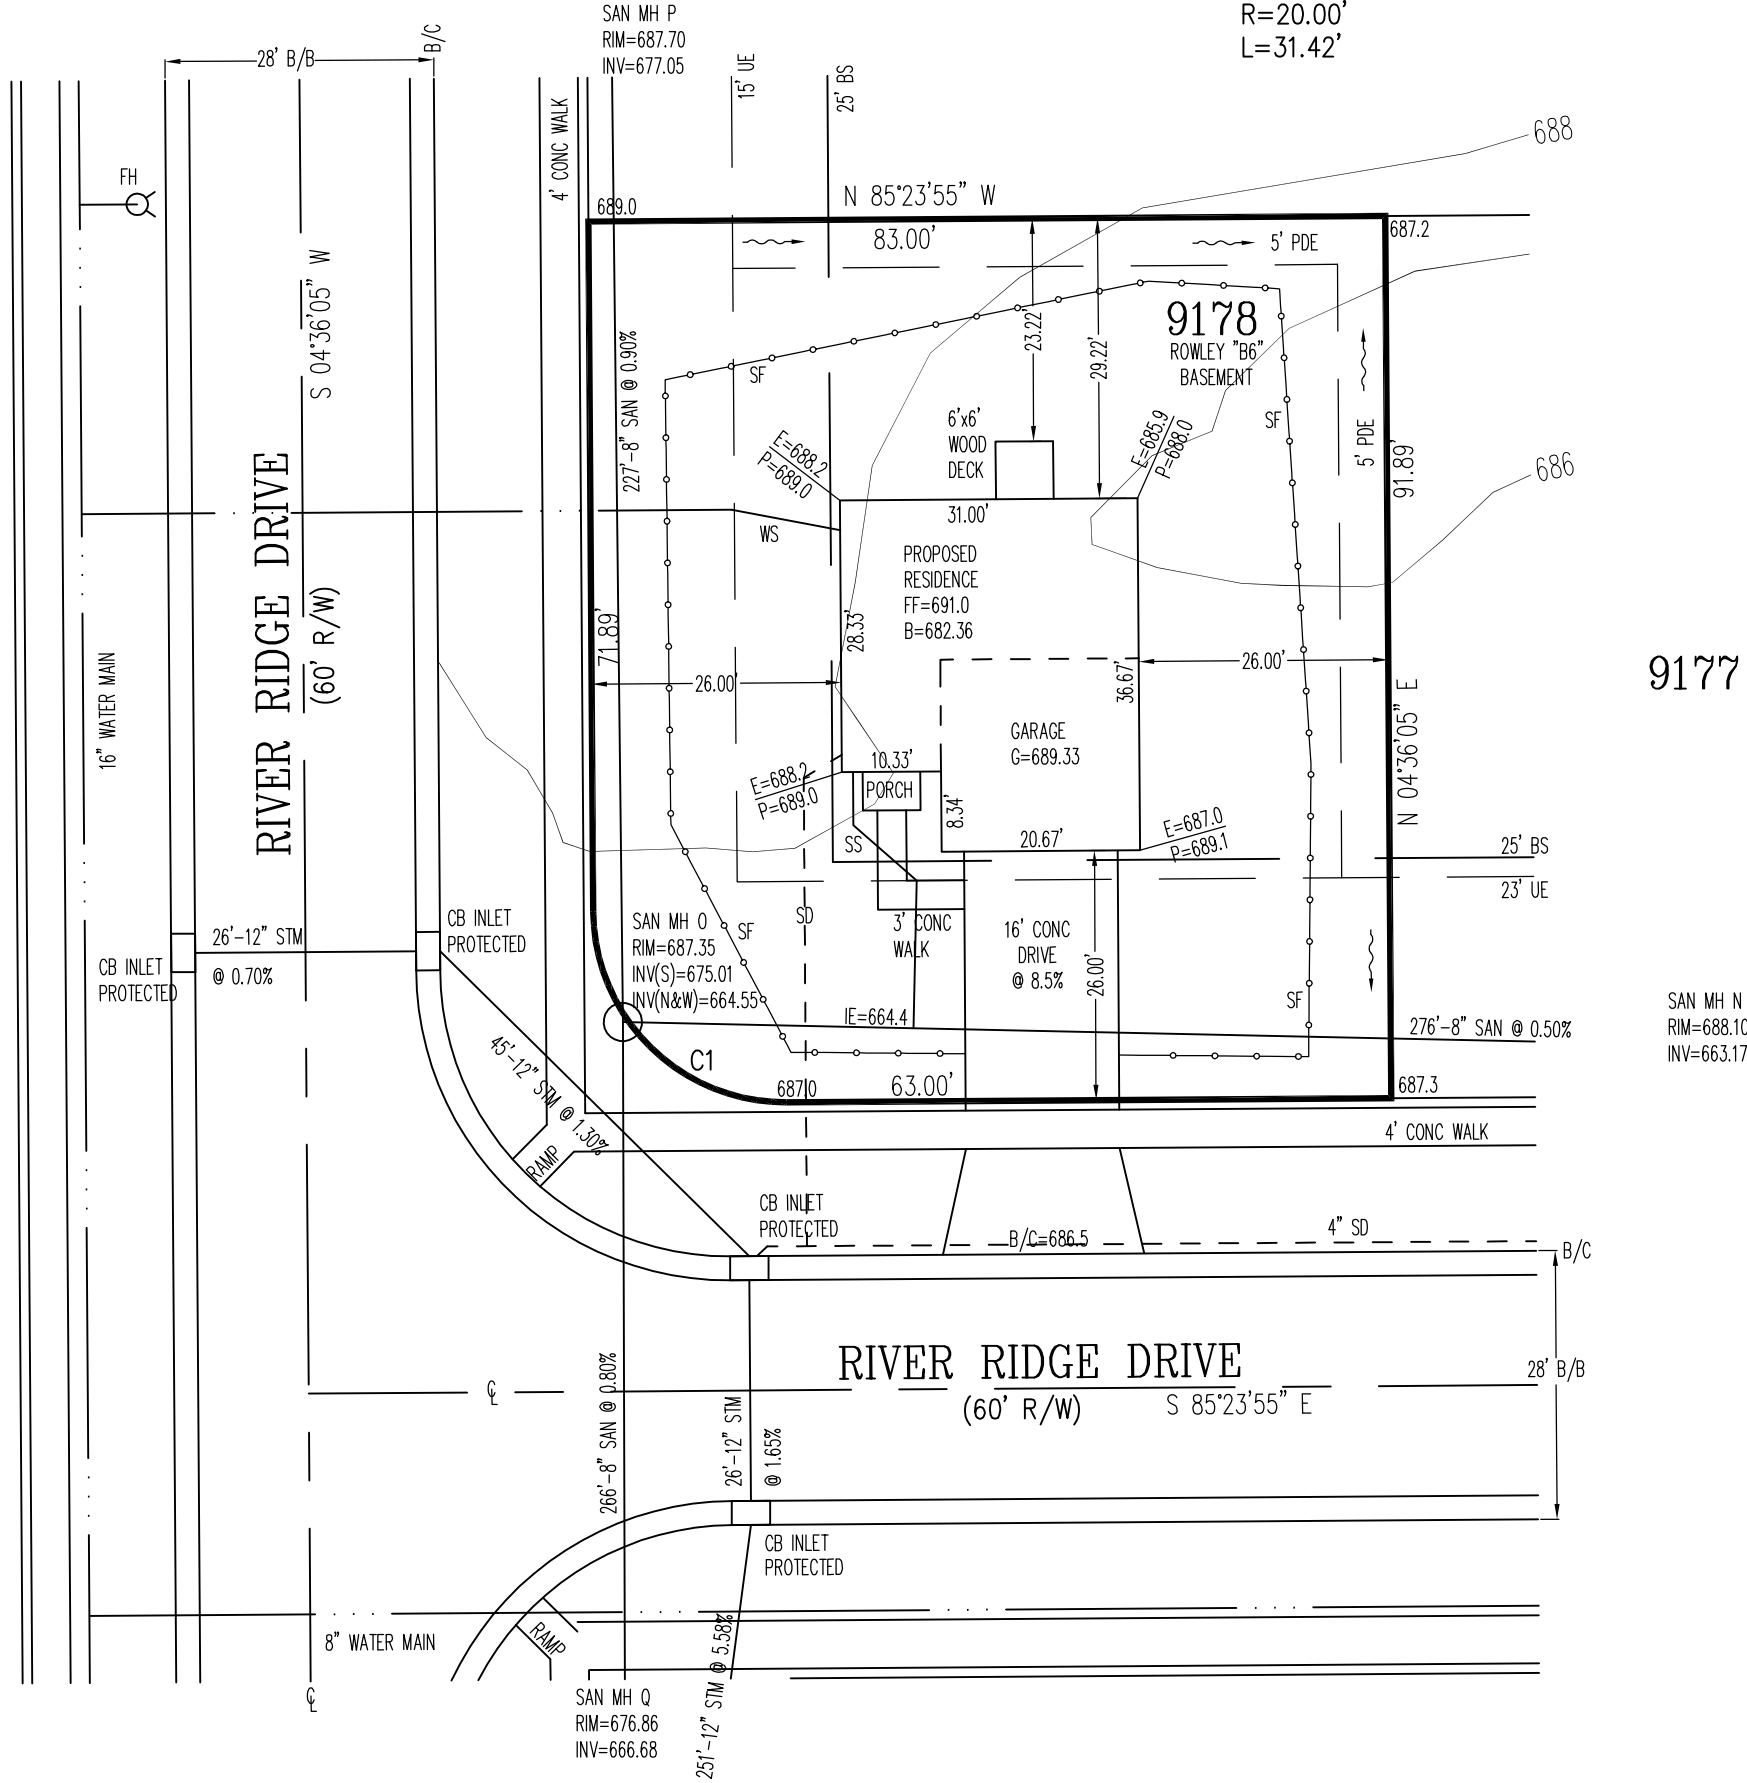 R=20.00'
L=31.42'
SAN MH P
RIM=687.70
INV=677.05
28' B/B
B/C
15' UE
25' BS
4' CONC WALK
688
FH
689.0
N 85°23'55" W
83.00'
687.2
5' PDE
S 04°36'05" W
227'-8" SAN @ 0.90%
SF
23.22'
29.22'
9178
ROWLEY "B6"
BASEMENT
SF
5' PDE
91.89'
6'x6'
WOOD
DECK
E=688.2
P=689.0
E=685.9
P=688.0
686
RIVER RIDGE DRIVE
(60' R/W)
WS
31.00'
PROPOSED
RESIDENCE
FF=691.0
B=682.36
71.89'
28.33'
26.00'
26.00'
36.67'
9177
16" WATER MAIN
N 04°36'05" E
GARAGE
G=689.33
10.33'
PORCH
E=688.2
P=689.0
8.34'
20.67'
E=687.0
P=689.1
SS
25' BS
23' UE
26'-12" STM
@ 0.70%
CB INLET
PROTECTED
CB INLET
PROTECTED
SAN MH O
RIM=687.35
INV(S)=675.01
INV(N&W)=664.55
SF
SD
3' CONC
WALK
16' CONC
DRIVE
@ 8.5%
26.00'
SF
IE=664.4
276'-8" SAN @ 0.50%
SAN MH N
RIM=688.10
INV=663.17
45'-12" STM @ 1.30%
C1
687.0
63.00'
687.3
RAMP
4' CONC WALK
CB INLET
PROTECTED
B/C=686.5
4" SD
B/C
RIVER RIDGE DRIVE
(60' R/W)
S 85°23'55" E
28' B/B
℄
266'-8" SAN @ 0.80%
26'-12" STM
@ 1.65%
CB INLET
PROTECTED
8" WATER MAIN
RAMP
℄
SAN MH Q
RIM=676.86
INV=666.68
251'-12" STM @ 5.58%